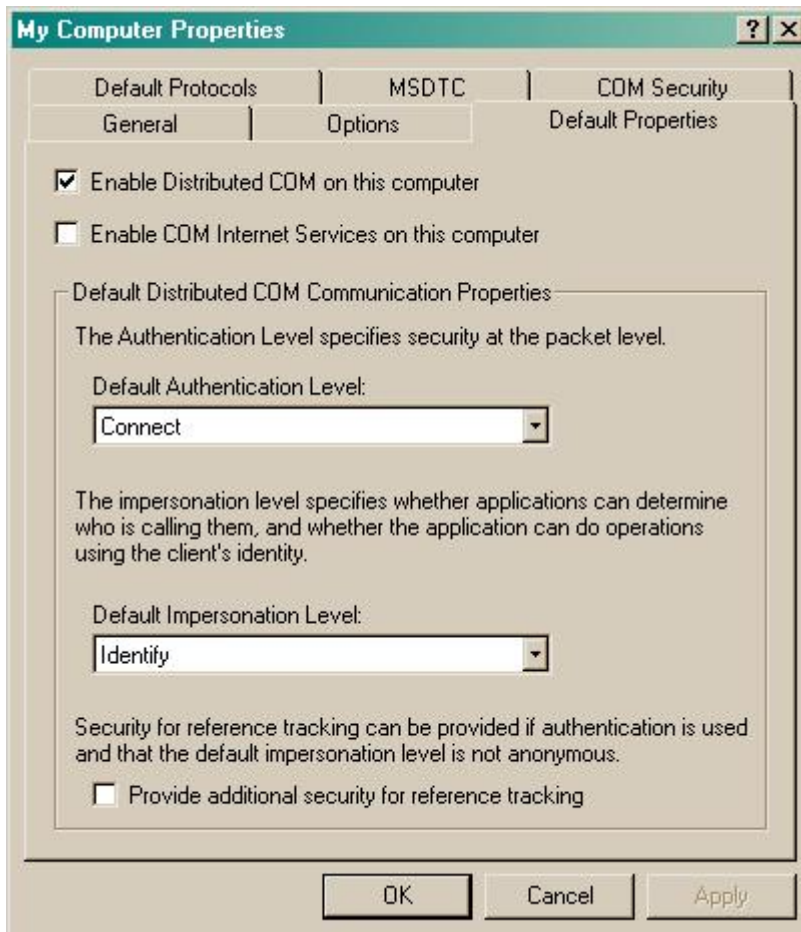 My Computer Properties
Default Protocols
MSDTC
COM Security
General
Options
Default Properties
Enable Distributed COM on this computer
Enable COM Internet Services on this computer
Default Distributed COM Communication Properties
The Authentication Level specifies security at the packet level.
Default Authentication Level:
Connect
The impersonation level specifies whether applications can determine
who is calling them, and whether the application can do operations
using the client's identity.
Default Impersonation Level:
Identify
Security for reference tracking can be provided if authentication is used
and that the default impersonation level is not anonymous.
Provide additional security for reference tracking
OK
Cancel
Apply